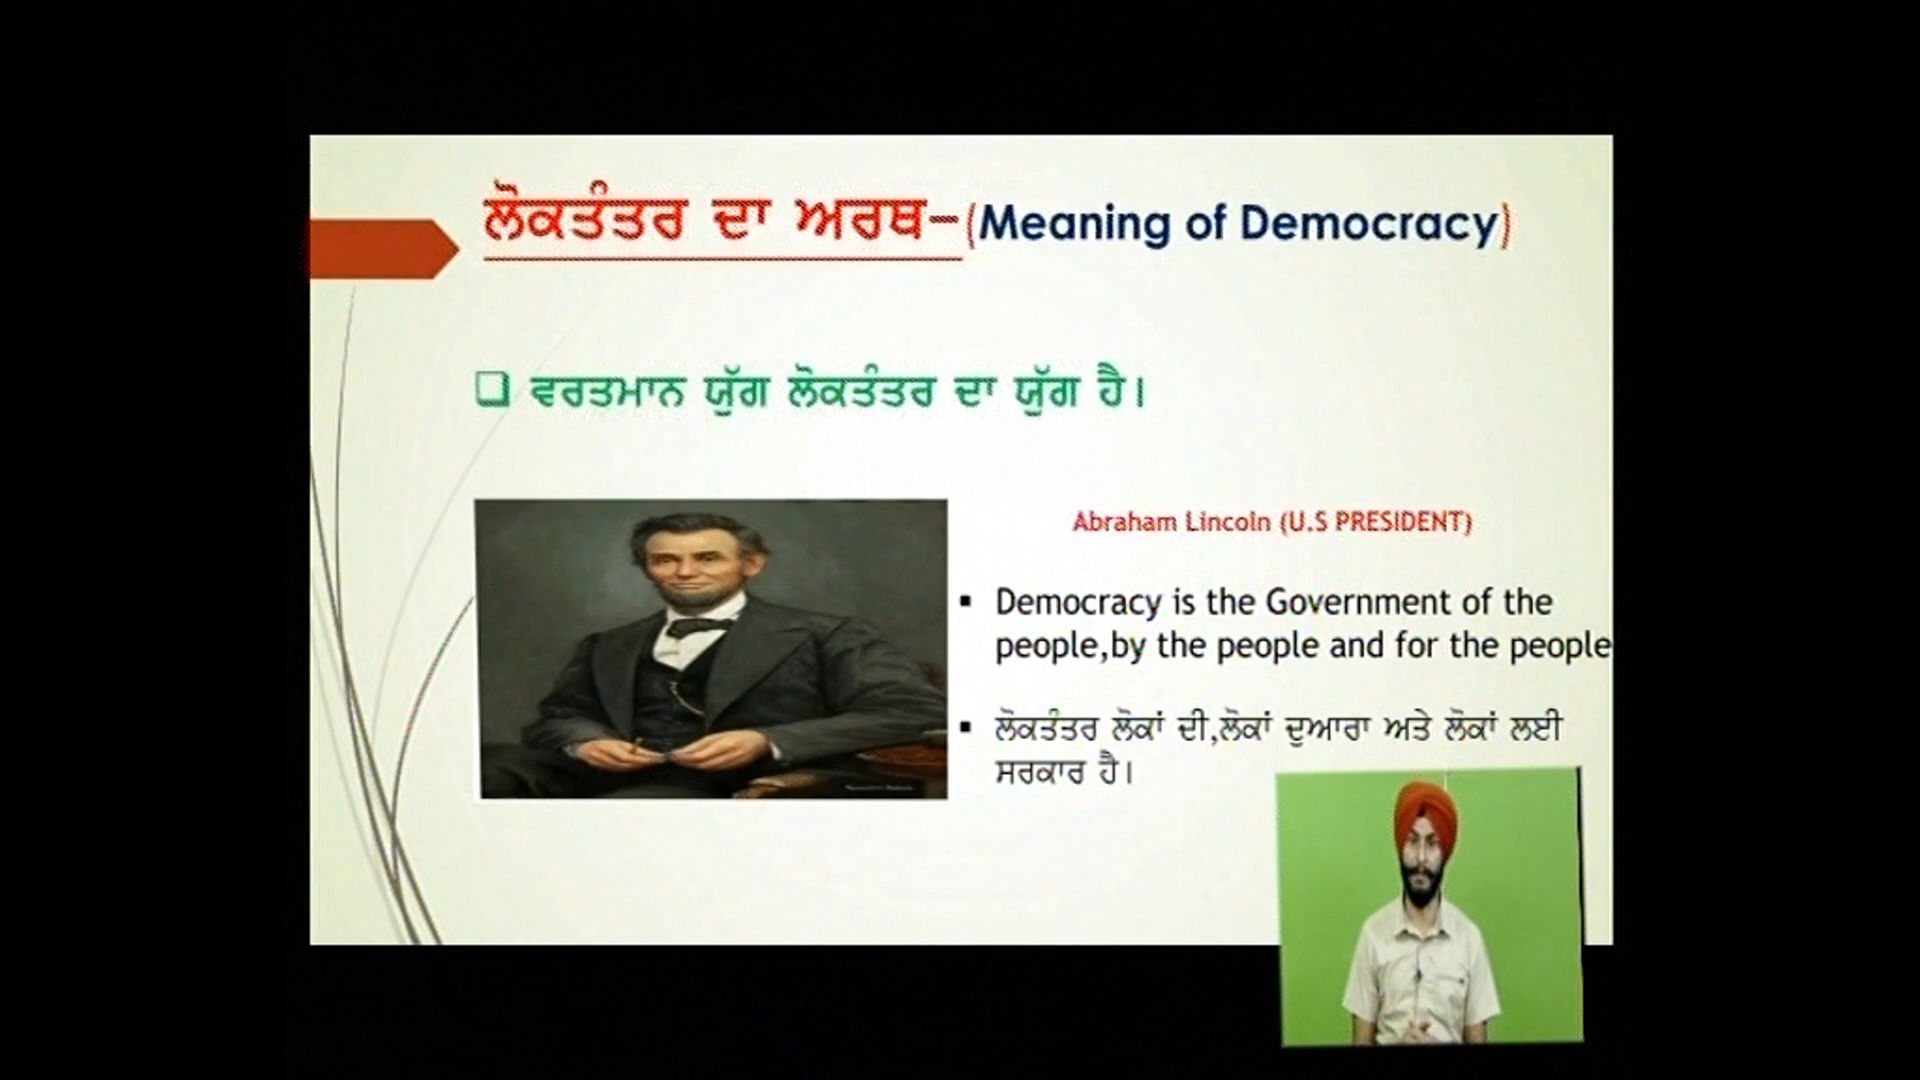 ਲੋਕਤੰਤਰ ਦਾ ਅਰਥ-(Meaning of Democracy)
ਵਰਤਮਾਨ ਯੁੱਗ ਲੋਕਤੰਤਰ ਦਾ ਯੁੱਗ ਹੈ।
Abraham Lincoln (U.S PRESIDENT)
Democracy is the Government of the
people,by the people and for the people
ਲੋਕਤੰਤਰ ਲੋਕਾਂ ਦੀ,ਲੋਕਾਂ ਦੁਆਰਾ ਅਤੇ ਲੋਕਾਂ ਲਈ
ਸਰਕਾਰ ਹੈ।